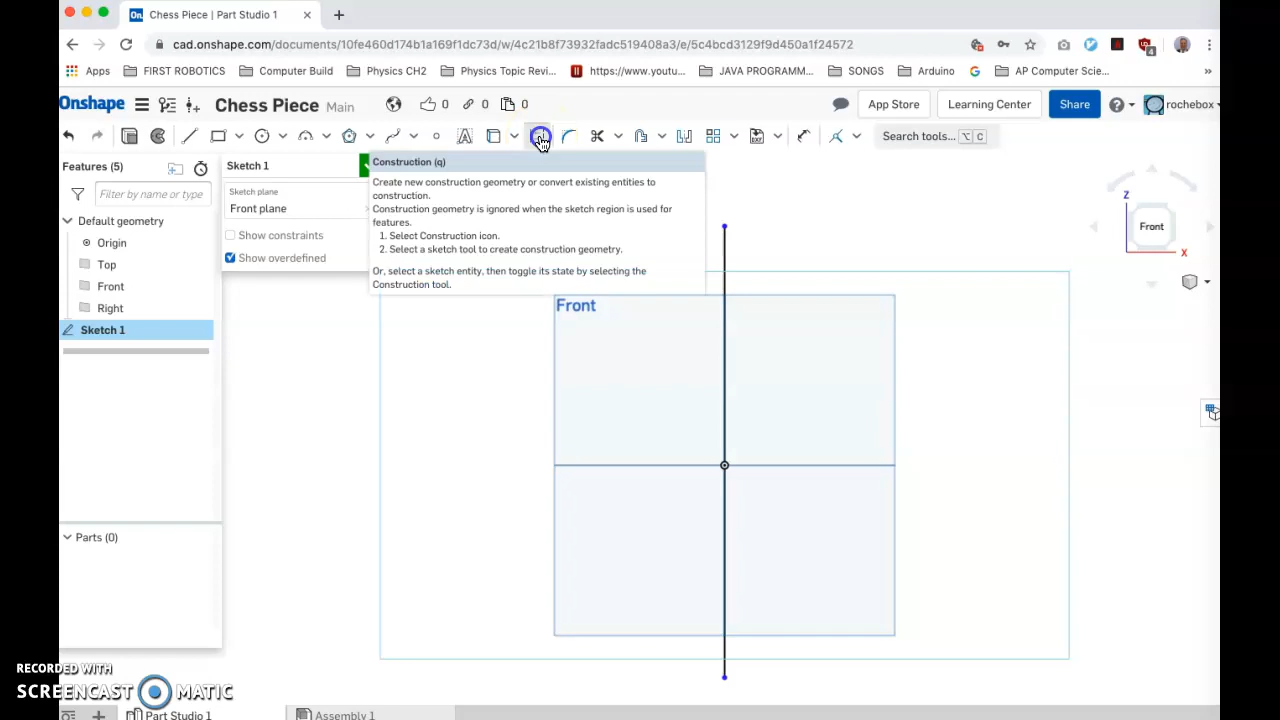 On. Chess Piece | Part Studio 1
cad.onshape.com/documents/10fe460d174b1a169f1dc73d/w/4c21b8f73932fadc519408a3/e/5c4bcd3129f9d450a1f24572
4
Apps FIRST ROBOTICS Computer Build Physics CH2 Physics Topic Revi... https://www.youtu... JAVA PROGRAMM... SONGS Arduino G AP Computer Scie... »
Onshape Chess Piece Main 0 0 0 App Store Learning Center Share rochebox
Search tools... C
Features (5)
Filter by name or type
Default geometry
Origin
Top
Front
Right
Sketch 1
Parts (0)
Sketch 1
Sketch plane
Front plane
Show constraints
Show overdefined
Construction (q)
Create new construction geometry or convert existing entities to
construction.
Construction geometry is ignored when the sketch region is used for
features.
1. Select Construction icon.
2. Select a sketch tool to create construction geometry.
Or, select a sketch entity, then toggle its state by selecting the
Construction tool.
Front
Z
Front
X
RECORDED WITH
SCREENCAST MATIC
Part Studio 1 Assembly 1